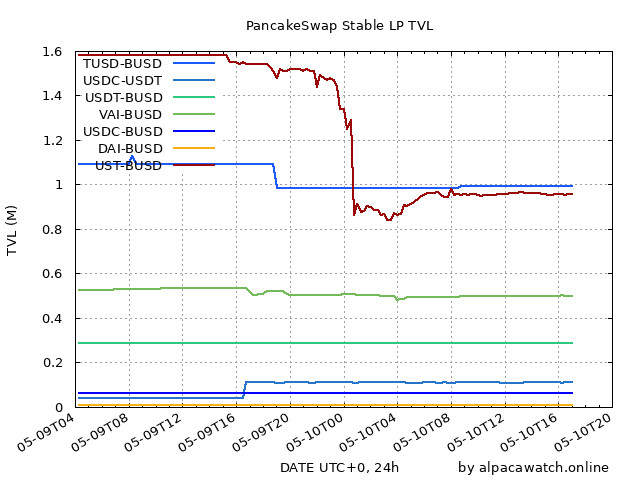 PancakeSwap Stable LP TVL
1.6
1.4
1.2
1
0.8
0.6
0.4
0.2
0
TVL (M)
TUSD-BUSD
USDC-USDT
USDT-BUSD
VAI-BUSD
USDC-BUSD
DAI-BUSD
UST-BUSD
05-09T04
05-09T08
05-09T12
05-09T16
05-09T20
05-10T00
05-10T04
05-10T08
05-10T12
05-10T16
05-10T20
DATE UTC+0, 24h
by alpacawatch.online